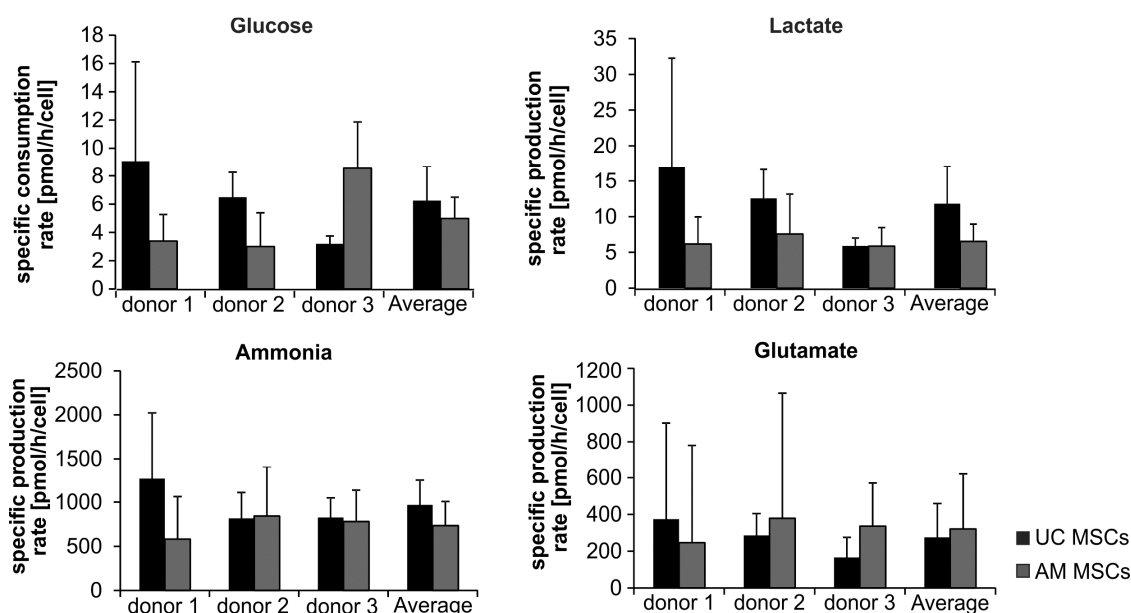 Glucose
specific consumption
rate [pmol/h/cell]
18
16
14
12
10
8
6
4
2
0
donor 1 donor 2 donor 3 Average
Lactate
specific production
rate [pmol/h/cell]
35
30
25
20
15
10
5
0
donor 1 donor 2 donor 3 Average
Ammonia
specific production
rate [pmol/h/cell]
2500
2000
1500
1000
500
0
donor 1 donor 2 donor 3 Average
Glutamate
specific production
rate [pmol/h/cell]
1200
1000
800
600
400
200
0
donor 1 donor 2 donor 3 Average
UC MSCs
AM MSCs